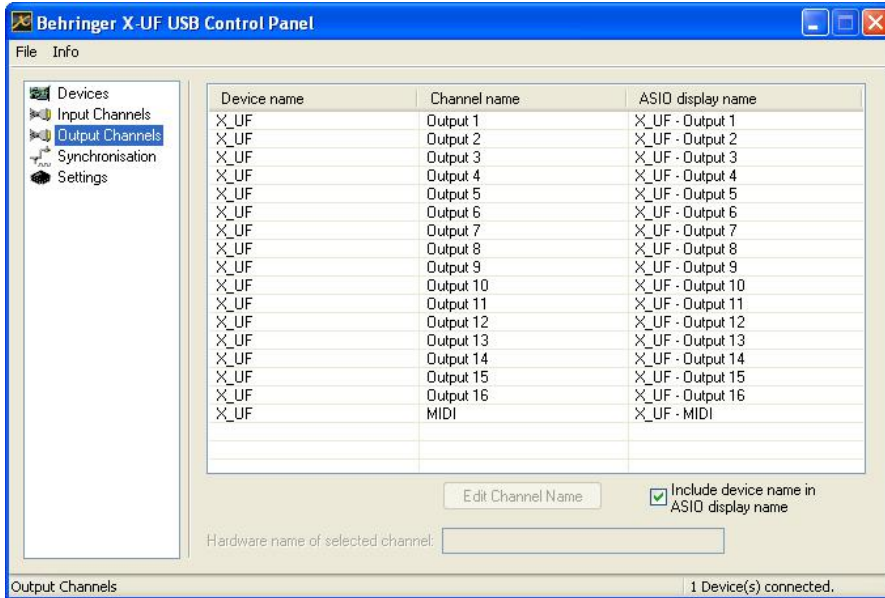 Behringer X-UF USB Control Panel
File Info
Devices
Input Channels
Output Channels
Synchronisation
Settings
Device name Channel name ASIO display name
X_UF Output 1 X_UF - Output 1
X_UF Output 2 X_UF - Output 2
X_UF Output 3 X_UF - Output 3
X_UF Output 4 X_UF - Output 4
X_UF Output 5 X_UF - Output 5
X_UF Output 6 X_UF - Output 6
X_UF Output 7 X_UF - Output 7
X_UF Output 8 X_UF - Output 8
X_UF Output 9 X_UF - Output 9
X_UF Output 10 X_UF - Output 10
X_UF Output 11 X_UF - Output 11
X_UF Output 12 X_UF - Output 12
X_UF Output 13 X_UF - Output 13
X_UF Output 14 X_UF - Output 14
X_UF Output 15 X_UF - Output 15
X_UF Output 16 X_UF - Output 16
X_UF MIDI X_UF - MIDI
Edit Channel Name
Include device name in
ASIO display name
Hardware name of selected channel:
Output Channels
1 Device(s) connected.